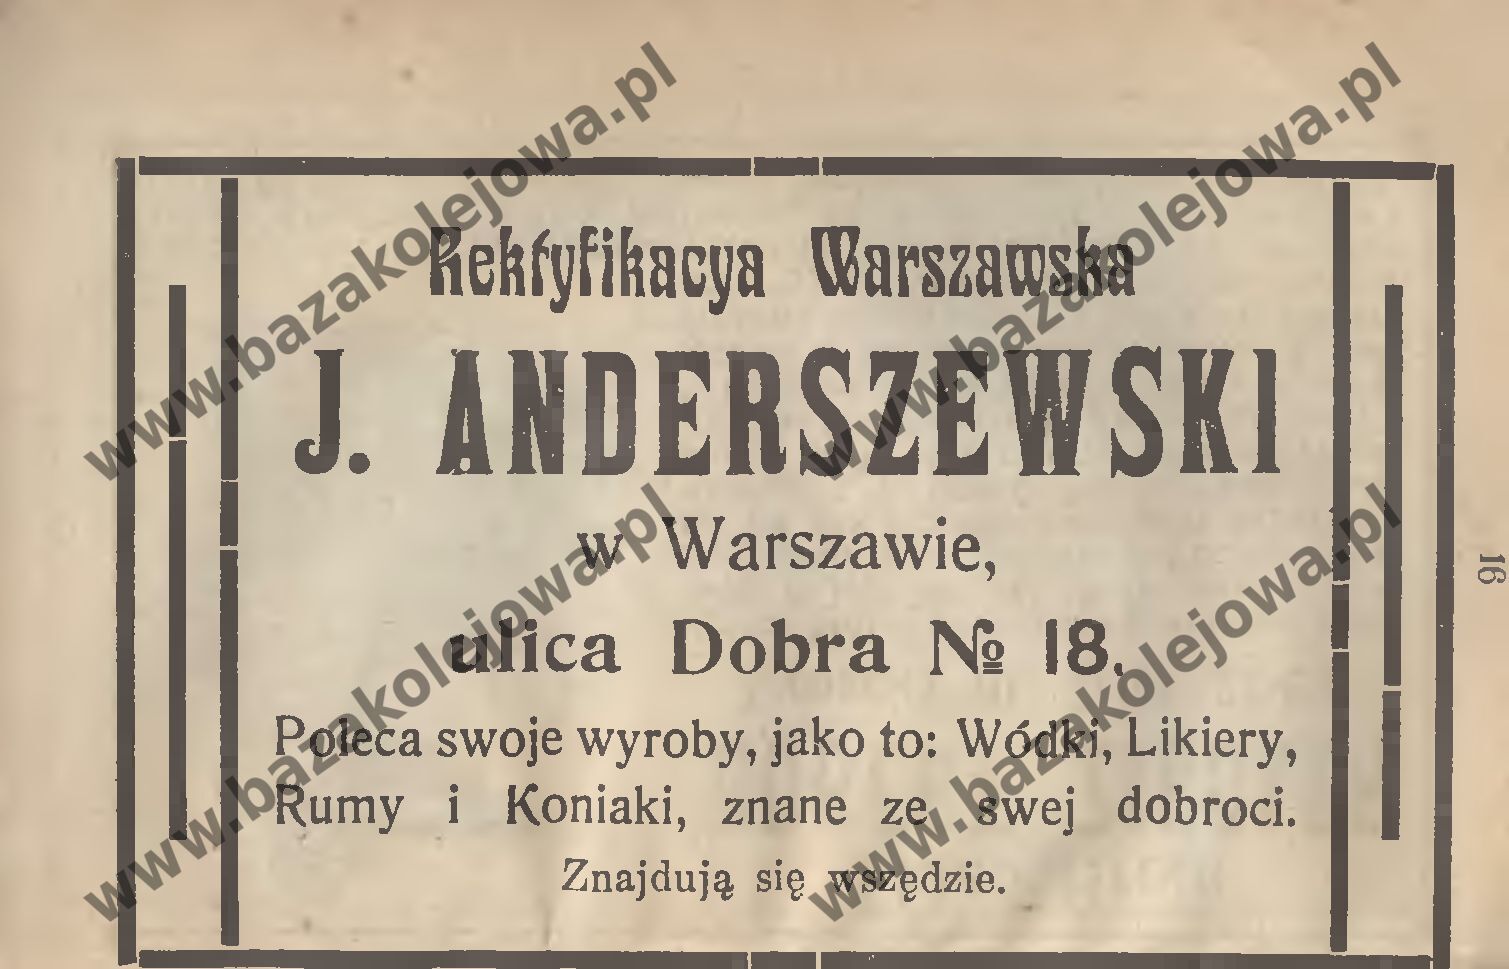 Rektyfikacya Warszawska
J. ANDERSZEWSKI
w Warszawie,
ulica Dobra № 18.
Poleca swoje wyroby, jako to: Wódki, Likiery,
Rumy i Koniaki, znane ze swej dobroci.
Znajdują się wszędzie.
16
www.bazakolejowa.pl
www.bazakolejowa.pl
www.bazakolejowa.pl
www.bazakolejowa.pl